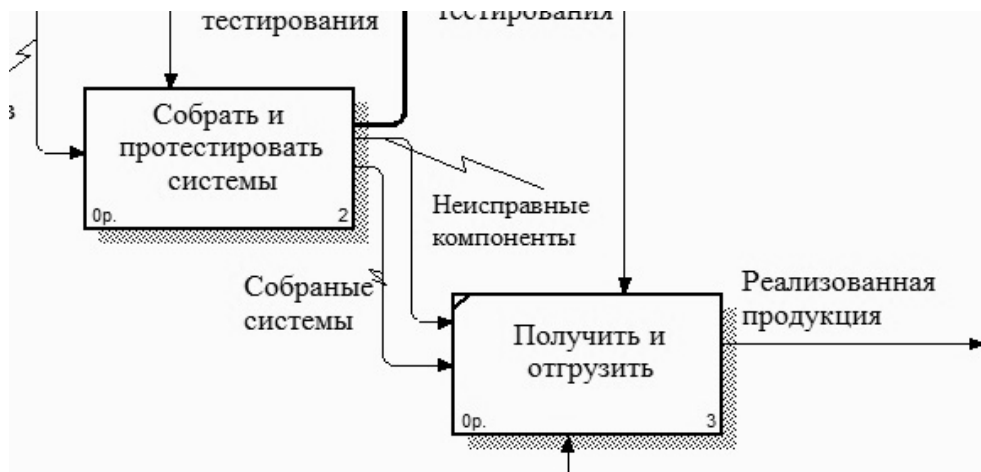 тестирования
тестирования
в
Собрать и
протестировать
системы
0р.
2
Неисправные
компоненты
Собраные
системы
Реализованная
продукция
Получить и
отгрузить
0р.
3